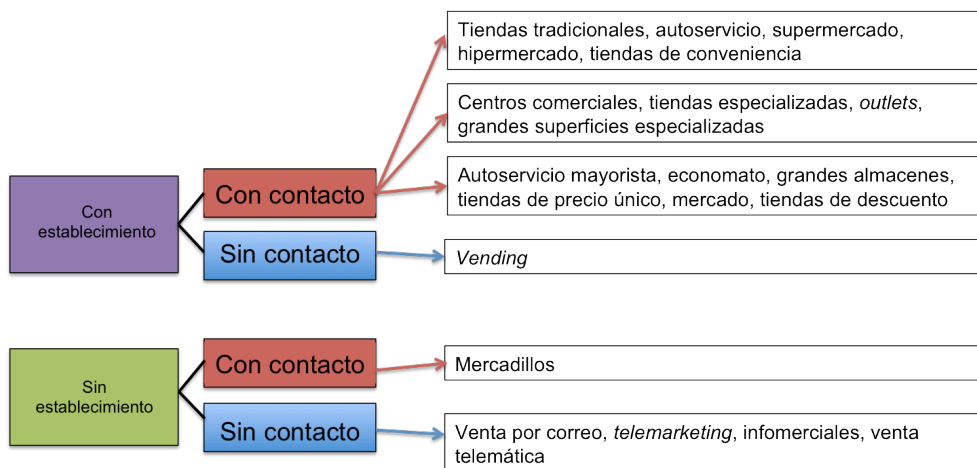 Tiendas tradicionales, autoservicio, supermercado,
hipermercado, tiendas de conveniencia
Centros comerciales, tiendas especializadas, outlets,
grandes superficies especializadas
Con
establecimiento
Con contacto
Autoservicio mayorista, economato, grandes almacenes,
tiendas de precio único, mercado, tiendas de descuento
Sin contacto
Vending
Sin
establecimiento
Con contacto
Mercadillos
Sin contacto
Venta por correo, telemarketing, infomerciales, venta
telemática